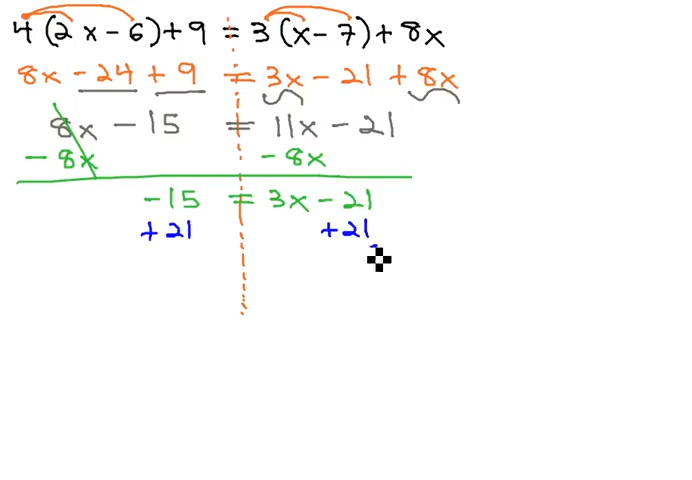 4(2x-6)+9 = 3(x-7)+8x
8x - 24 + 9 = 3x - 21 + 8x
8x - 15 = 11x - 21
- 8x - 8x
- 15 = 3x - 21
+ 21 + 21